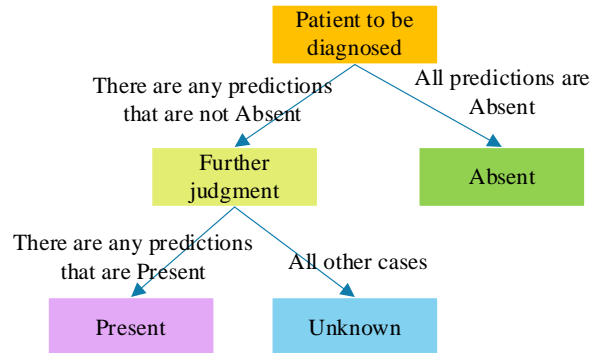 Patient to be
diagnosed
There are any predictions
that are not Absent
All predictions are
Absent
Further
judgment
Absent
There are any predictions
that are Present
All other cases
Present
Unknown